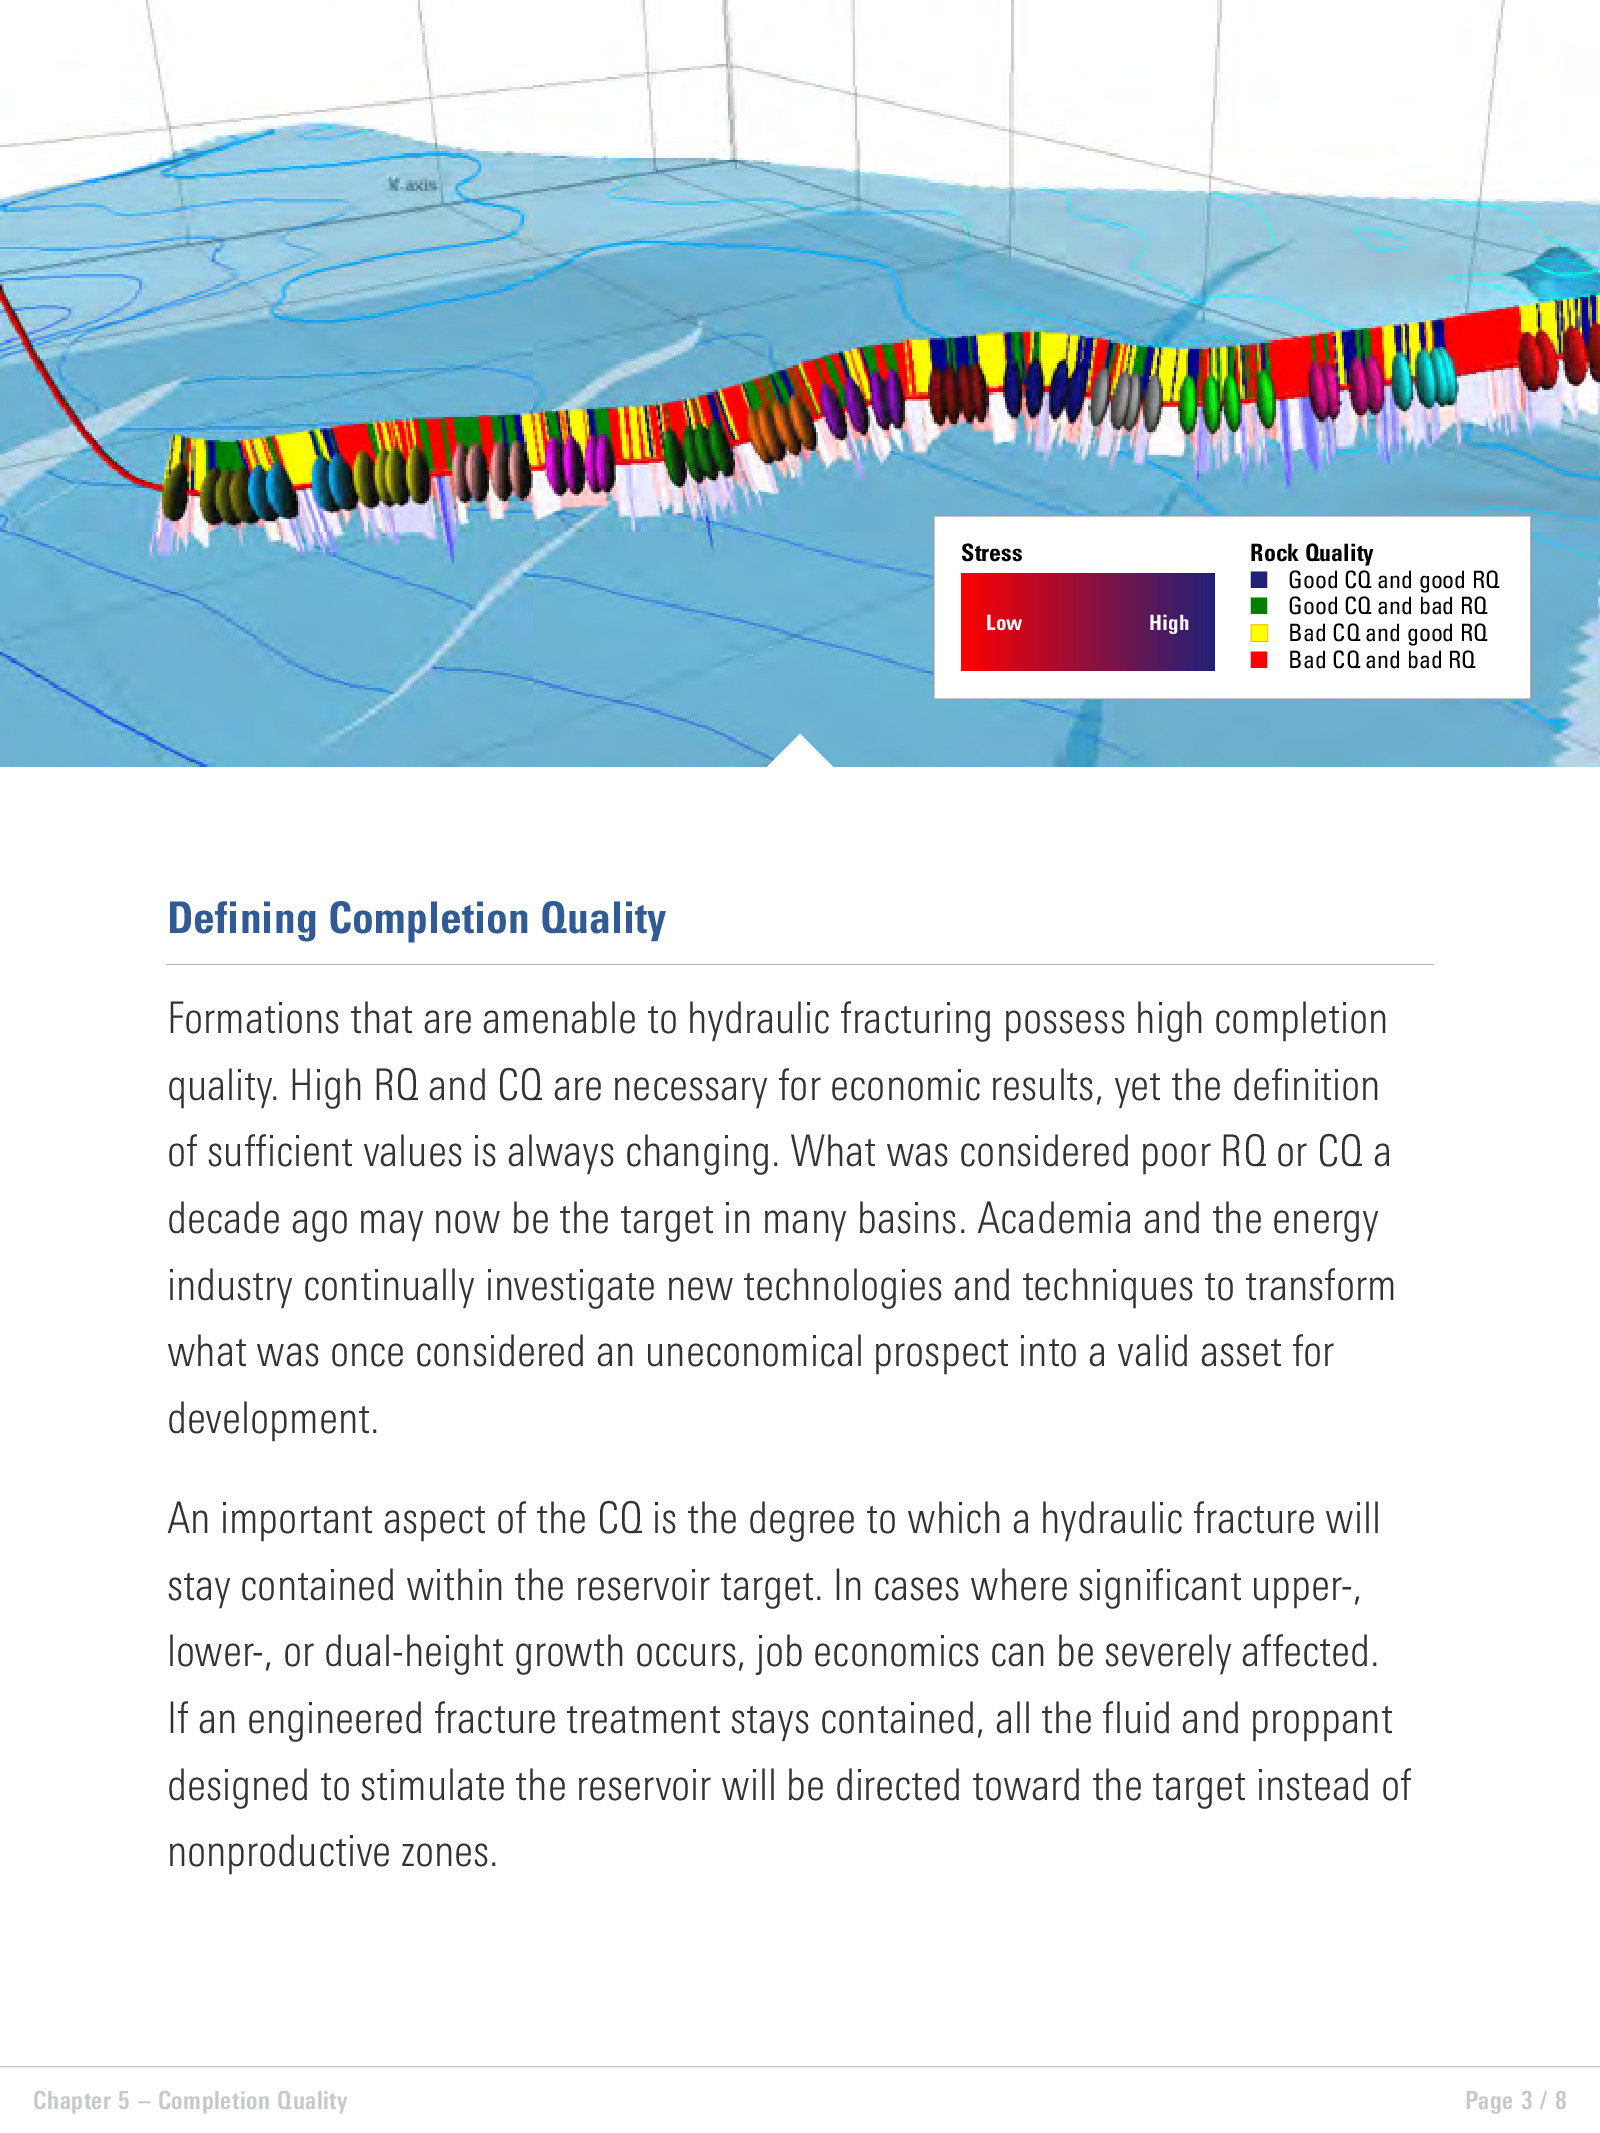 X-axis
Stress
Low High
Rock Quality
Good CQ and good RQ
Good CQ and bad RQ
Bad CQ and good RQ
Bad CQ and bad RQ
Defining Completion Quality
Formations that are amenable to hydraulic fracturing possess high completion
quality. High RQ and CQ are necessary for economic results, yet the definition
of sufficient values is always changing. What was considered poor RQ or CQ a
decade ago may now be the target in many basins. Academia and the energy
industry continually investigate new technologies and techniques to transform
what was once considered an uneconomical prospect into a valid asset for
development.
An important aspect of the CQ is the degree to which a hydraulic fracture will
stay contained within the reservoir target. In cases where significant upper-,
lower-, or dual-height growth occurs, job economics can be severely affected.
If an engineered fracture treatment stays contained, all the fluid and proppant
designed to stimulate the reservoir will be directed toward the target instead of
nonproductive zones.
Chapter 5 – Completion Quality
Page 3 / 8